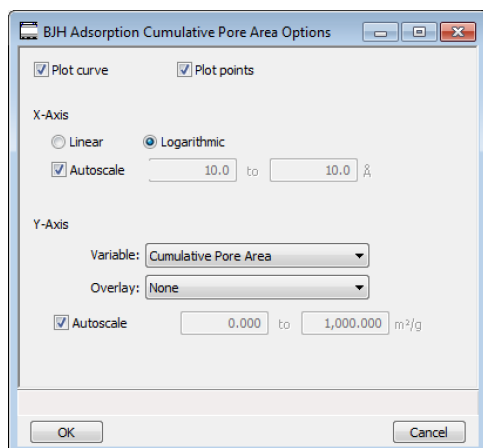 BJH Adsorption Cumulative Pore Area Options
Plot curve Plot points
X-Axis
Linear Logarithmic
Autoscale 10.0 to 10.0 Å
Y-Axis
Variable: Cumulative Pore Area
Overlay: None
Autoscale 0.000 to 1,000.000 m²/g
OK Cancel